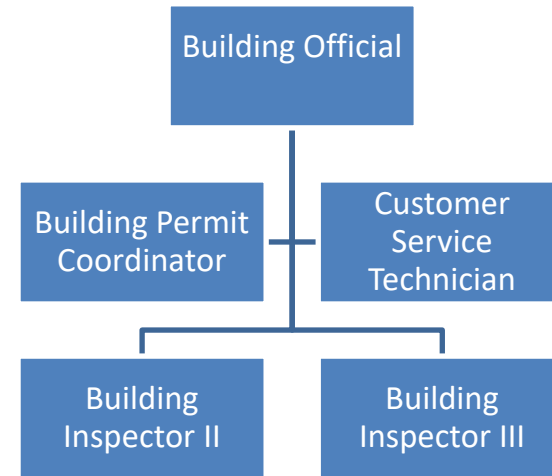 Building Official
Building Permit
Coordinator
Customer
Service
Technician
Building
Inspector II
Building
Inspector III